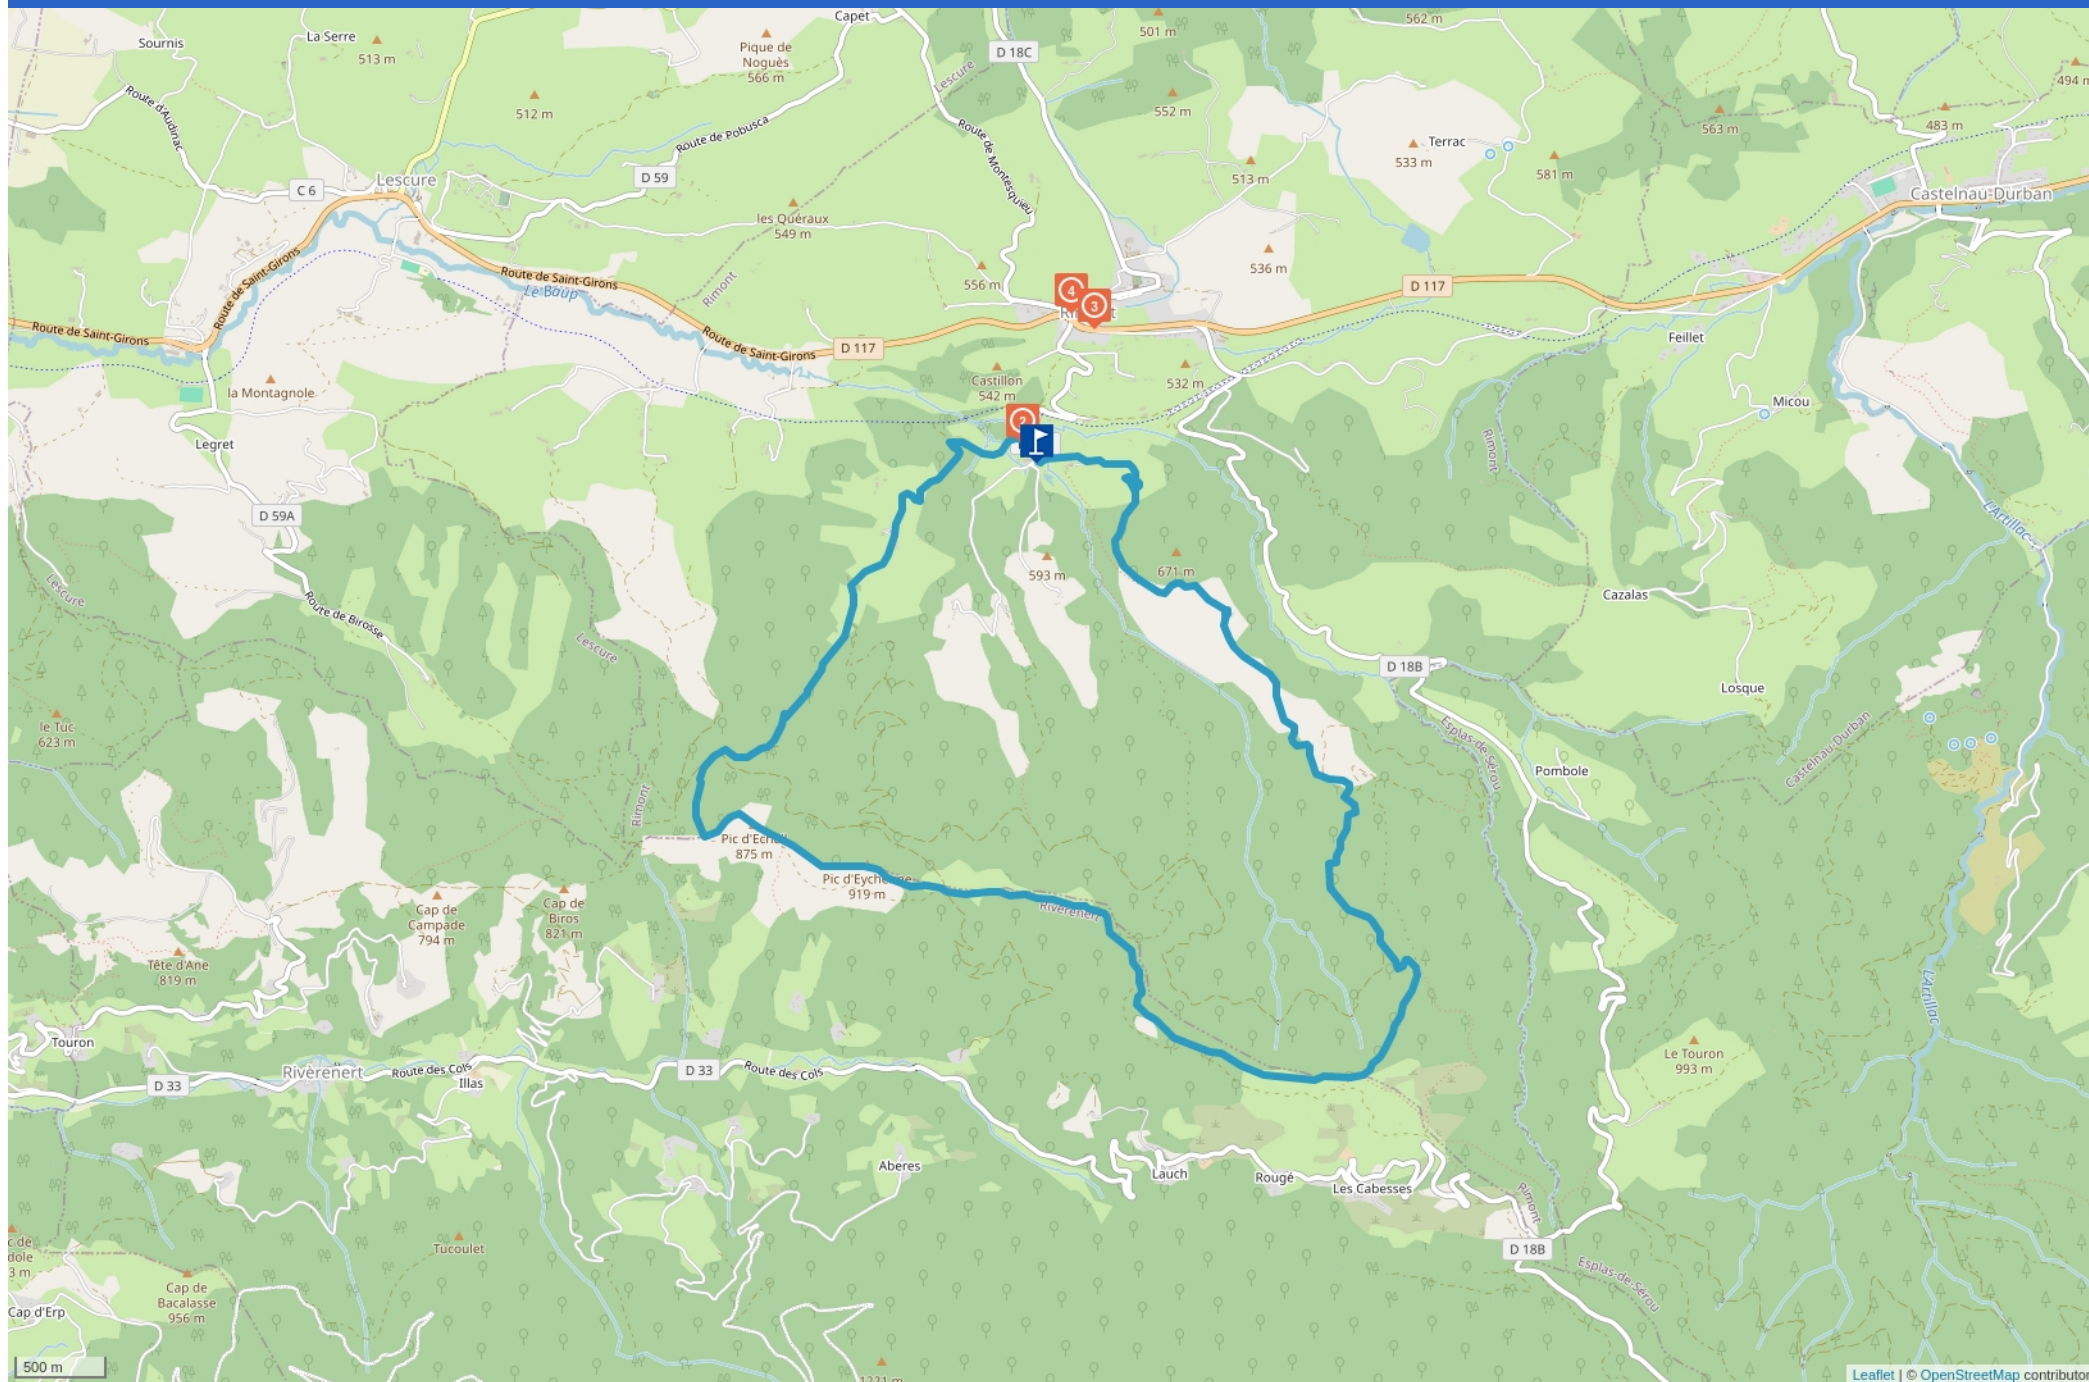 Capet
562 m
Sournis
La Serre
513 m
Pique de
Noguès
566 m
D 18C
501 m
Lescure
494 m
Route d'Audinac
512 m
552 m
563 m
483 m
Route de Pobusca
Route de Montesquieu
Terrac
533 m
581 m
D 59
513 m
C 6
Lescure
Castelnau-Durban
les Quéraux
549 m
Route de Saint-Girons
Route de Saint-Girons
Le Baup
Rimont
556 m
536 m
D 117
4
3
Route de Saint-Girons
Route de Saint-Girons
D 117
Feillet
la Montagnole
Castillon
542 m
532 m
Micou
2
Legret
Rimont
D 59A
L'Artillac
593 m
671 m
Lescure
Route de Birosse
Lescure
Cazalas
D 18B
Losque
le Tuc
623 m
Esplas-de-Sérou
Castelnau-Durban
Pombole
Rimont
875 m
919 m
Rivèrenert
Cap de
Campade
794 m
Cap de
Biros
821 m
Tête d'Ane
819 m
L'Artillac
Touron
Le Touron
993 m
Rivèrenert
Route des Cols
Illas
D 33
D 33
Route des Cols
Aberes
Lauch
Rougé
Les Cabesses
Rimont
Tucoulet
D 18B
Esplas-de-Sérou
Cap de
Bacalasse
956 m
Cap d'Erp
500 m
1221 m
Leaflet | © OpenStreetMap contributor